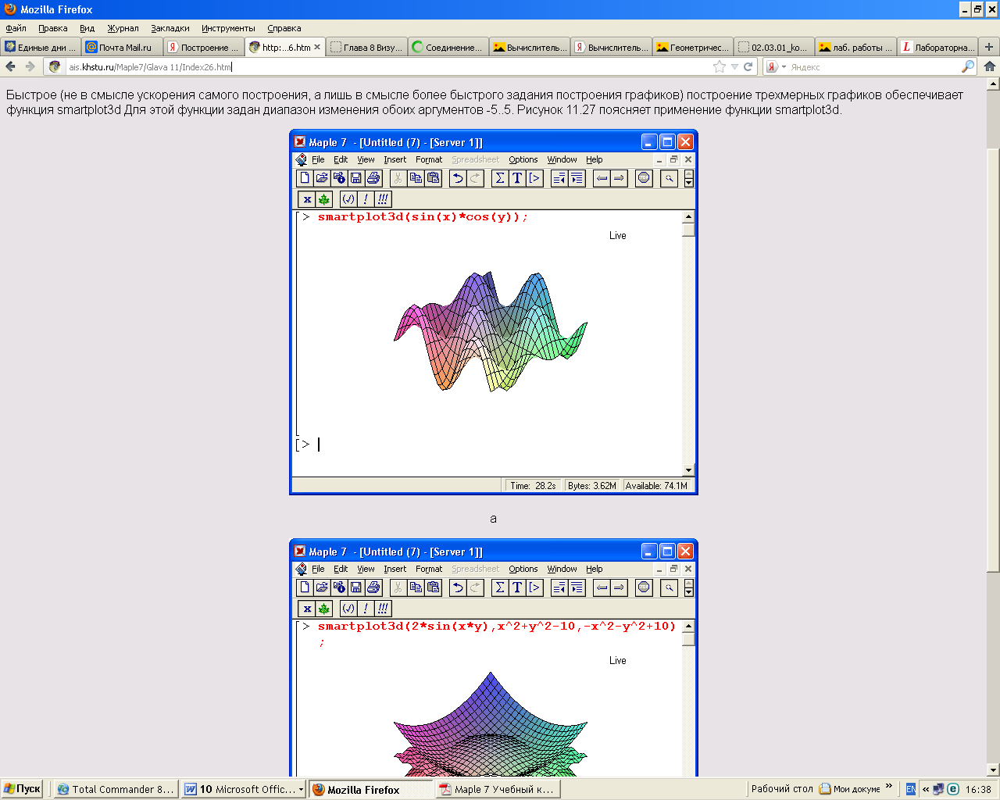 Mozilla Firefox
Файл Правка Вид Журнал Закладки Инструменты Справка
Единые дни ... Почта Mail.ru Построение ... http:...6.htm Глава 8 Визу... Соединение... Вычислитель... Вычислитель... Геометричес... 02.03.01_ко... лаб. работы ... Лабораторна...
ais.khstu.ru/Maple7/Glava 11/Index26.htm Яндекс
Быстрое (не в смысле ускорения самого построения, а лишь в смысле более быстрого задания построения графиков) построение трехмерных графиков обеспечивает
функция smartplot3d Для этой функции задан диапазон изменения обоих аргументов -5..5. Рисунок 11.27 поясняет применение функции smartplot3d.
Maple 7 - [Untitled (7) - [Server 1]]
File Edit View Insert Format Spreadsheet Options Window Help
Σ T [>
x (√) ! !!!
[> smartplot3d(sin(x)*cos(y));
Live
[>
Time: 28.2s Bytes: 3.62M Available: 74.1M
а
Maple 7 - [Untitled (7) - [Server 1]]
File Edit View Insert Format Spreadsheet Options Window Help
Σ T [>
x (√) ! !!!
[> smartplot3d(2*sin(x*y),x^2+y^2-10,-x^2-y^2+10)
;
Live
Пуск Total Commander 8... 10 Microsoft Offic... Mozilla Firefox Maple 7 Учебный к... Рабочий стол Мои докуме » EN « 16:38